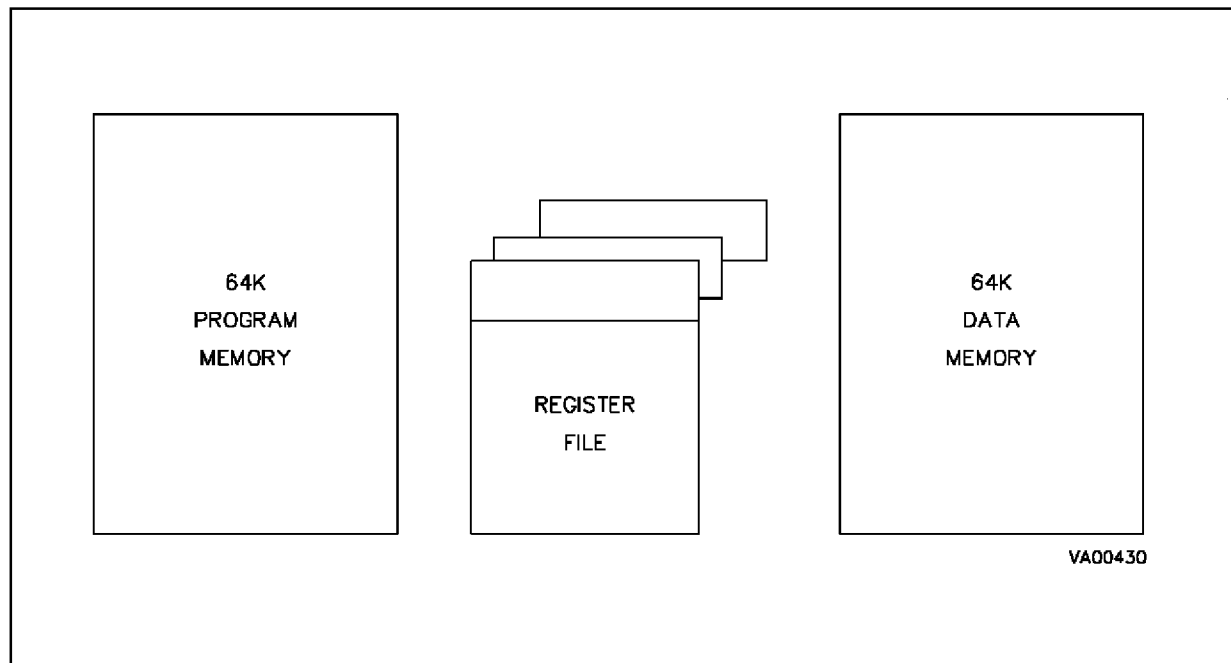 64K
PROGRAM
MEMORY
REGISTER
FILE
64K
DATA
MEMORY
VA00430